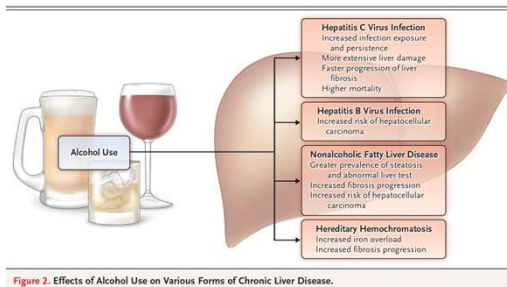 Alcohol Use
Hepatitis C Virus Infection
Increased infection exposure
and persistence
More extensive liver damage
Faster progression of liver
fibrosis
Higher mortality
Hepatitis B Virus Infection
Increased risk of hepatocellular
carcinoma
Nonalcoholic Fatty Liver Disease
Greater prevalence of steatosis
and abnormal liver test
Increased fibrosis progression
Increased risk of hepatocellular
carcinoma
Hereditary Hemochromatosis
Increased iron overload
Increased fibrosis progression
Figure 2. Effects of Alcohol Use on Various Forms of Chronic Liver Disease.